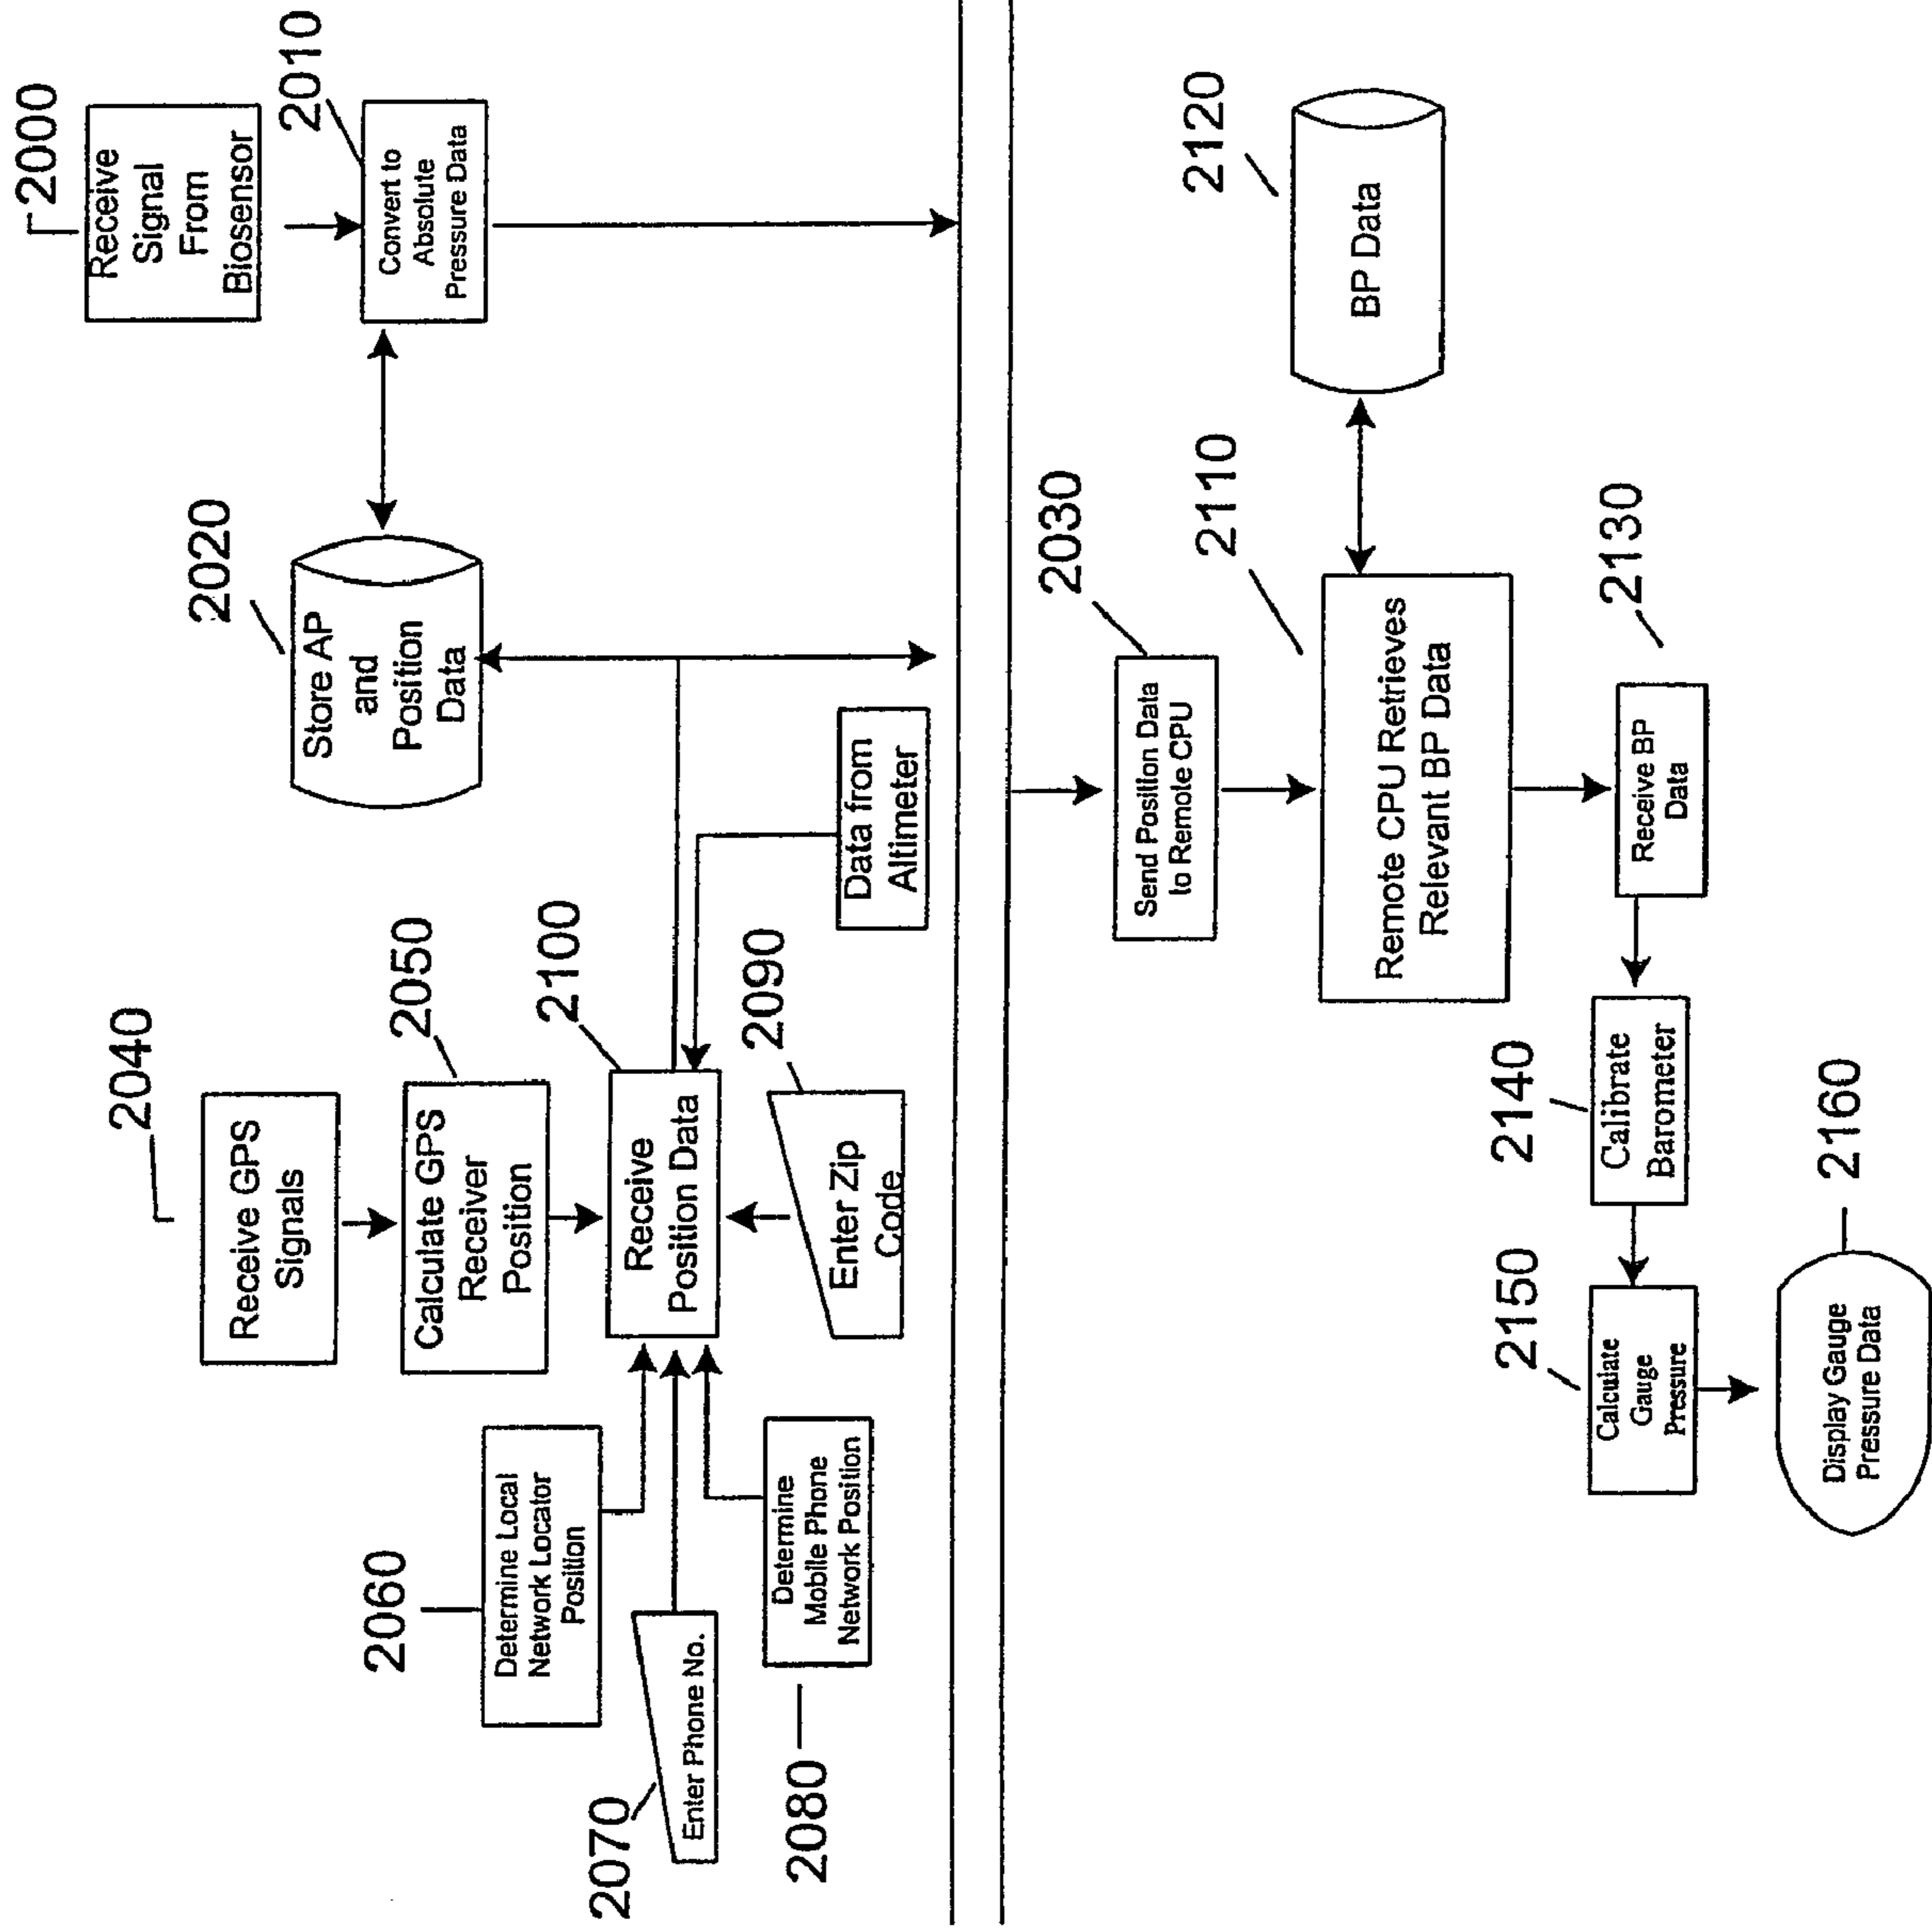 2000
Receive
Signal
From
Biosensor
2010
Convert to
Absolute
Pressure Data
2020
Store AP
and
Position
Data
2040
Receive GPS
Signals
2050
Calculate GPS
Receiver
Position
2100
Receive
Position Data
2060
Determine Local
Network Locator
Position
2070
Enter Phone No.
2080
Determine
Mobile Phone
Network Position
2090
Enter Zip
Code
Data from
Altimeter
2030
Send Position Data
to Remote CPU
2110
Remote CPU Retrieves
Relevant BP Data
2120
BP Data
2130
Receive BP
Data
2140
Calibrate
Barometer
2150
Calculate
Gauge
Pressure
2160
Display Gauge
Pressure Data